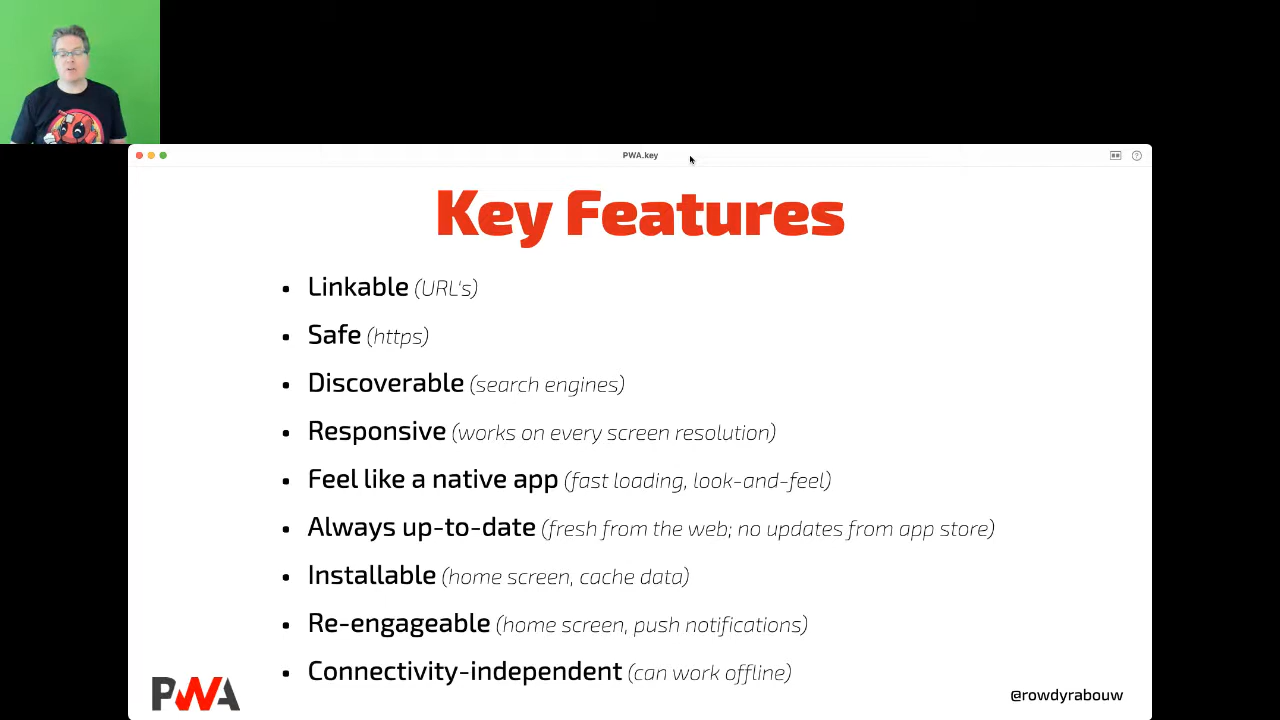 PWA.key
Key Features
• Linkable (URL's)
• Safe (https)
• Discoverable (search engines)
• Responsive (works on every screen resolution)
• Feel like a native app (fast loading, look-and-feel)
• Always up-to-date (fresh from the web; no updates from app store)
• Installable (home screen, cache data)
• Re-engageable (home screen, push notifications)
• Connectivity-independent (can work offline)
PWA
@rowdyrabouw